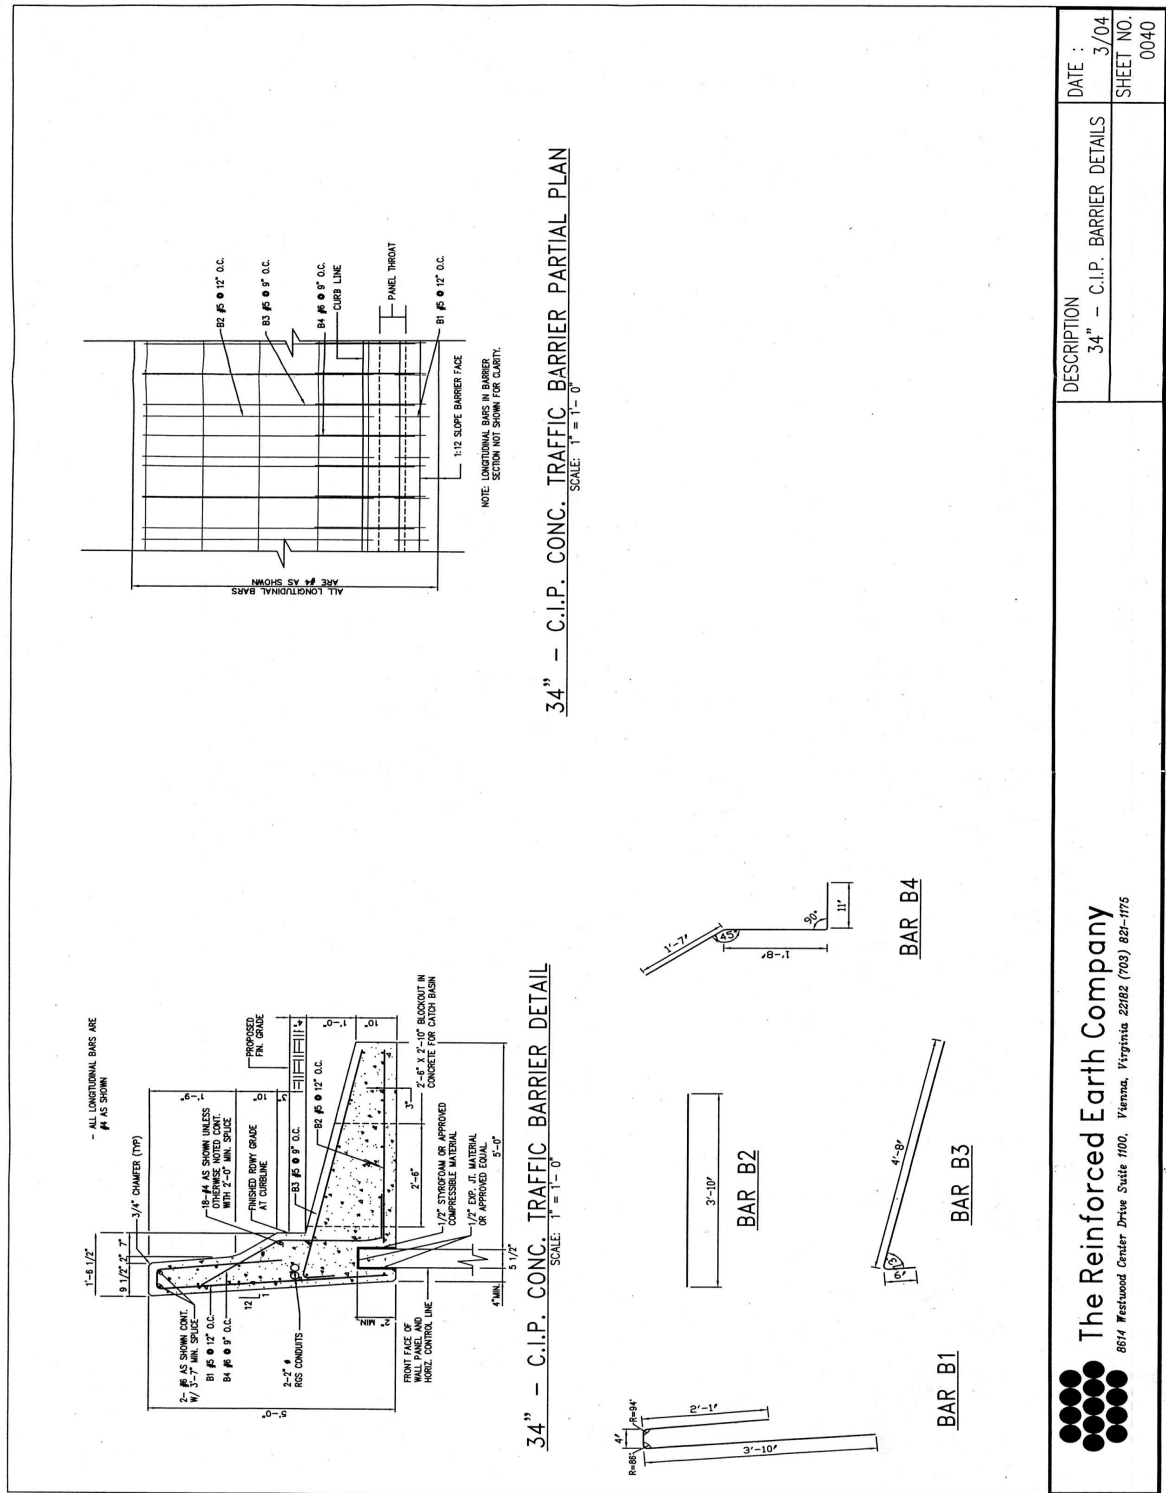 - ALL LONGITUDINAL BARS ARE
#4 AS SHOWN
1'-6 1/2"
9 1/2"
2"
7"
3/4" CHAMFER (TYP)
2- #6 AS SHOWN CONT.
W/ 3'-7" MIN. SPLICE
B1 #5 @ 12" O.C.
B4 #6 @ 9" O.C.
18-#4 AS SHOWN UNLESS
OTHERWISE NOTED CONT.
WITH 2'-0" MIN. SPLICE
FINISHED RDWY GRADE
AT CURBLINE
1'-9"
10"
3"
PROPOSED
FIN. GRADE
B3 #5 @ 9" O.C.
B2 #5 @ 12" O.C.
1'-0"
10"
12
1
2-2" ø
RGS CONDUITS
5'-0"
FRONT FACE OF
WALL PANEL AND
HORIZ. CONTROL LINE
MIN
4"MIN.
5 1/2"
2'-6"
3"
5'-0"
1/2" STYROFOAM OR APPROVED
COMPRESSIBLE MATERIAL
1/2" EXP. JT. MATERIAL
OR APPROVED EQUAL
2'-6" X 2'-10" BLOCKOUT IN
CONCRETE FOR CATCH BASIN
34" - C.I.P. CONC. TRAFFIC BARRIER DETAIL
SCALE: 1" = 1'- 0"
ALL LONGITUDINAL BARS
ARE #4 AS SHOWN
B2 #5 @ 12" O.C.
B3 #5 @ 9" O.C.
B4 #6 @ 9" O.C.
CURB LINE
PANEL THROAT
B1 #5 @ 12" O.C.
1:12 SLOPE BARRIER FACE
NOTE: LONGITUDINAL BARS IN BARRIER
SECTION NOT SHOWN FOR CLARITY.
34" - C.I.P. CONC. TRAFFIC BARRIER PARTIAL PLAN
SCALE: 1" = 1'- 0"
R=86°
4"
R=94°
2'-1"
3'-10"
BAR B1
3'-10"
BAR B2
4'-8"
BAR B3
1'-7"
45°
1'-8"
90°
11"
BAR B4
The Reinforced Earth Company
8614 Westwood Center Drive Suite 1100, Vienna, Virginia 22182 (703) 821-1175
DESCRIPTION
34" - C.I.P. BARRIER DETAILS
DATE :
3/04
SHEET NO.
0040